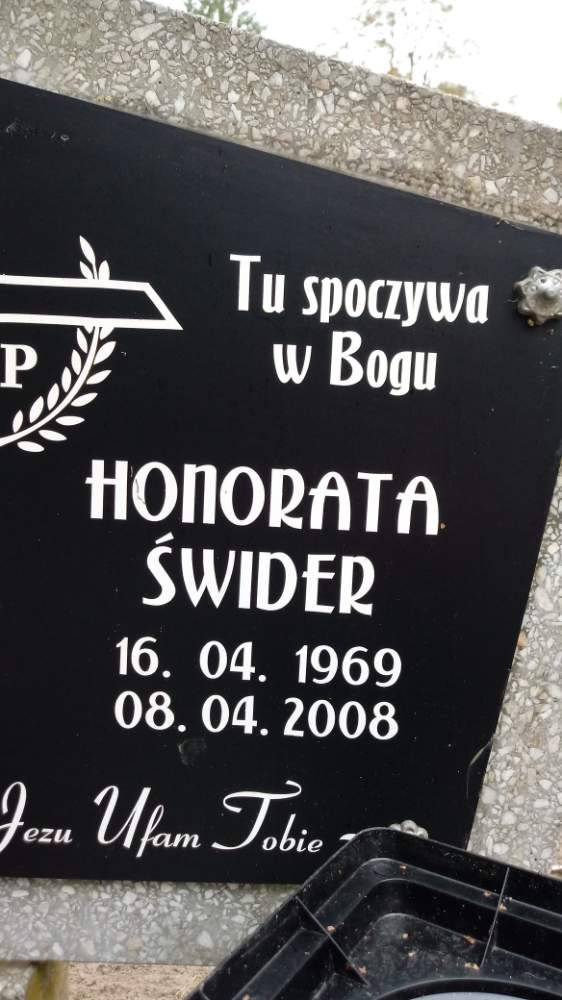 Tu spoczywa
w Bogu
P
HONORATA
ŚWIDER
16. 04. 1969
08. 04. 2008
Jezu Ufam Tobie